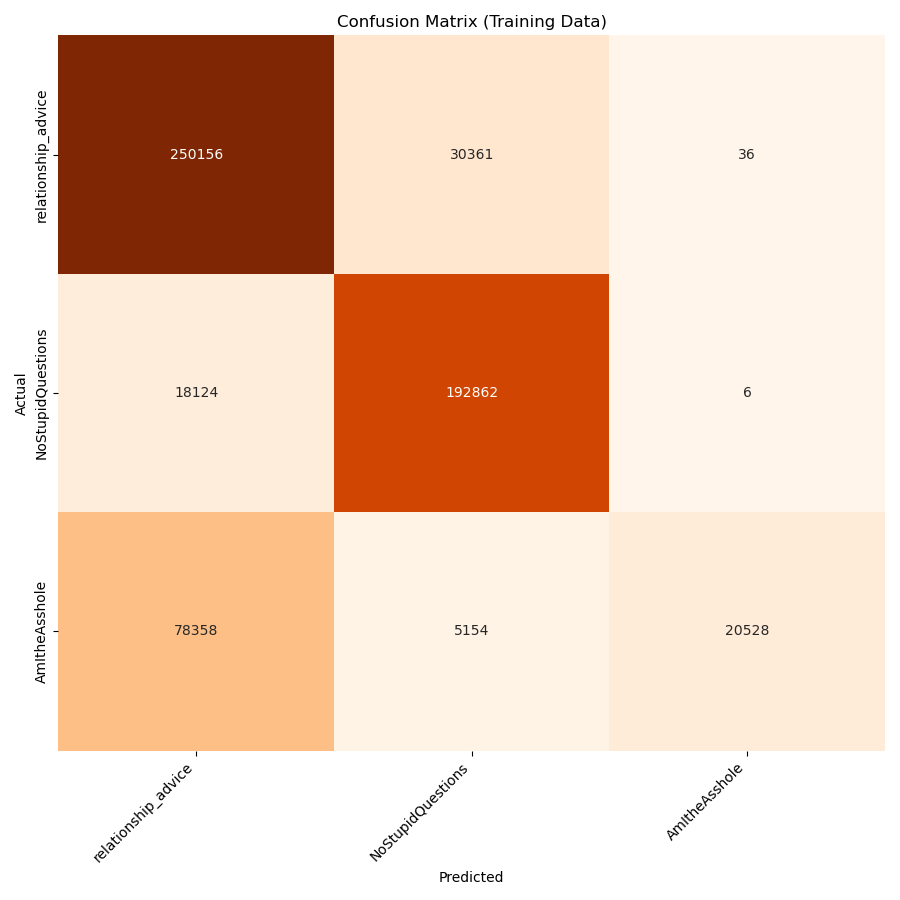 Confusion Matrix (Training Data)
Actual
relationship_advice
250156
30361
36
NoStupidQuestions
18124
192862
6
AmItheAsshole
78358
5154
20528
relationship_advice
NoStupidQuestions
AmItheAsshole
Predicted